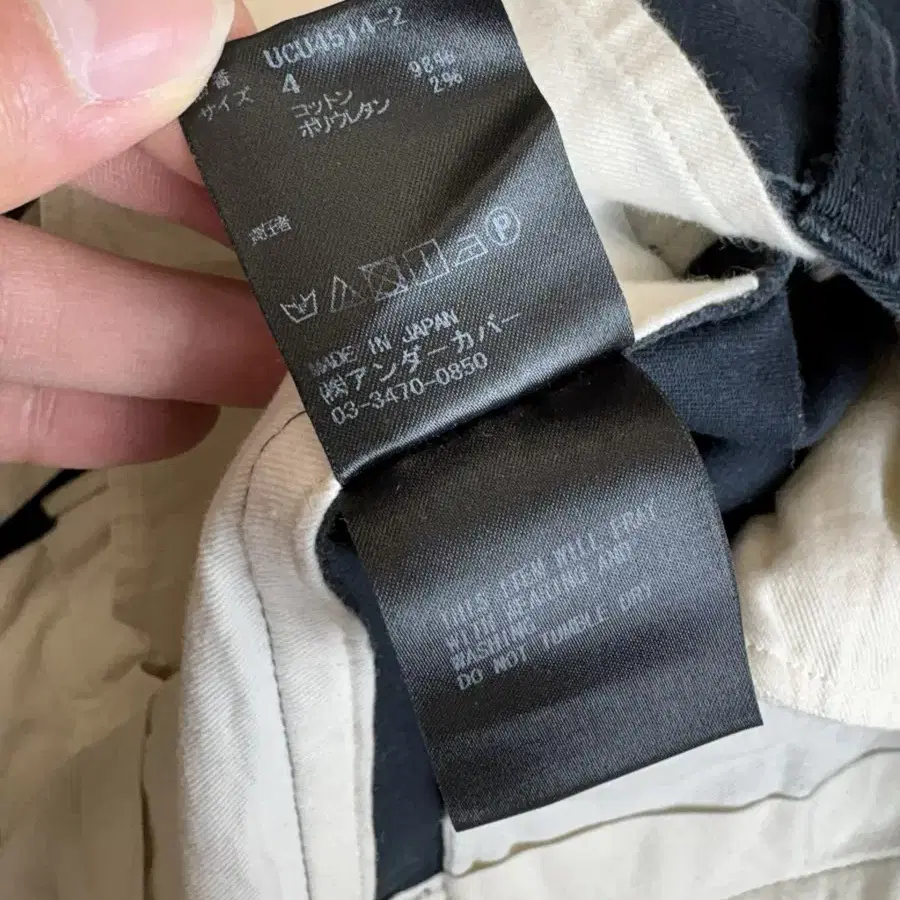 品番 UCU4514-2
サイズ 4
コットン 98%
ポリウレタン 2%
MADE IN JAPAN
㈱アンダーカバー
03-3470-0850
THIS ITEM WILL FRAY
WITH WEARING AND
WASHING
DO NOT TUMBLE DRY